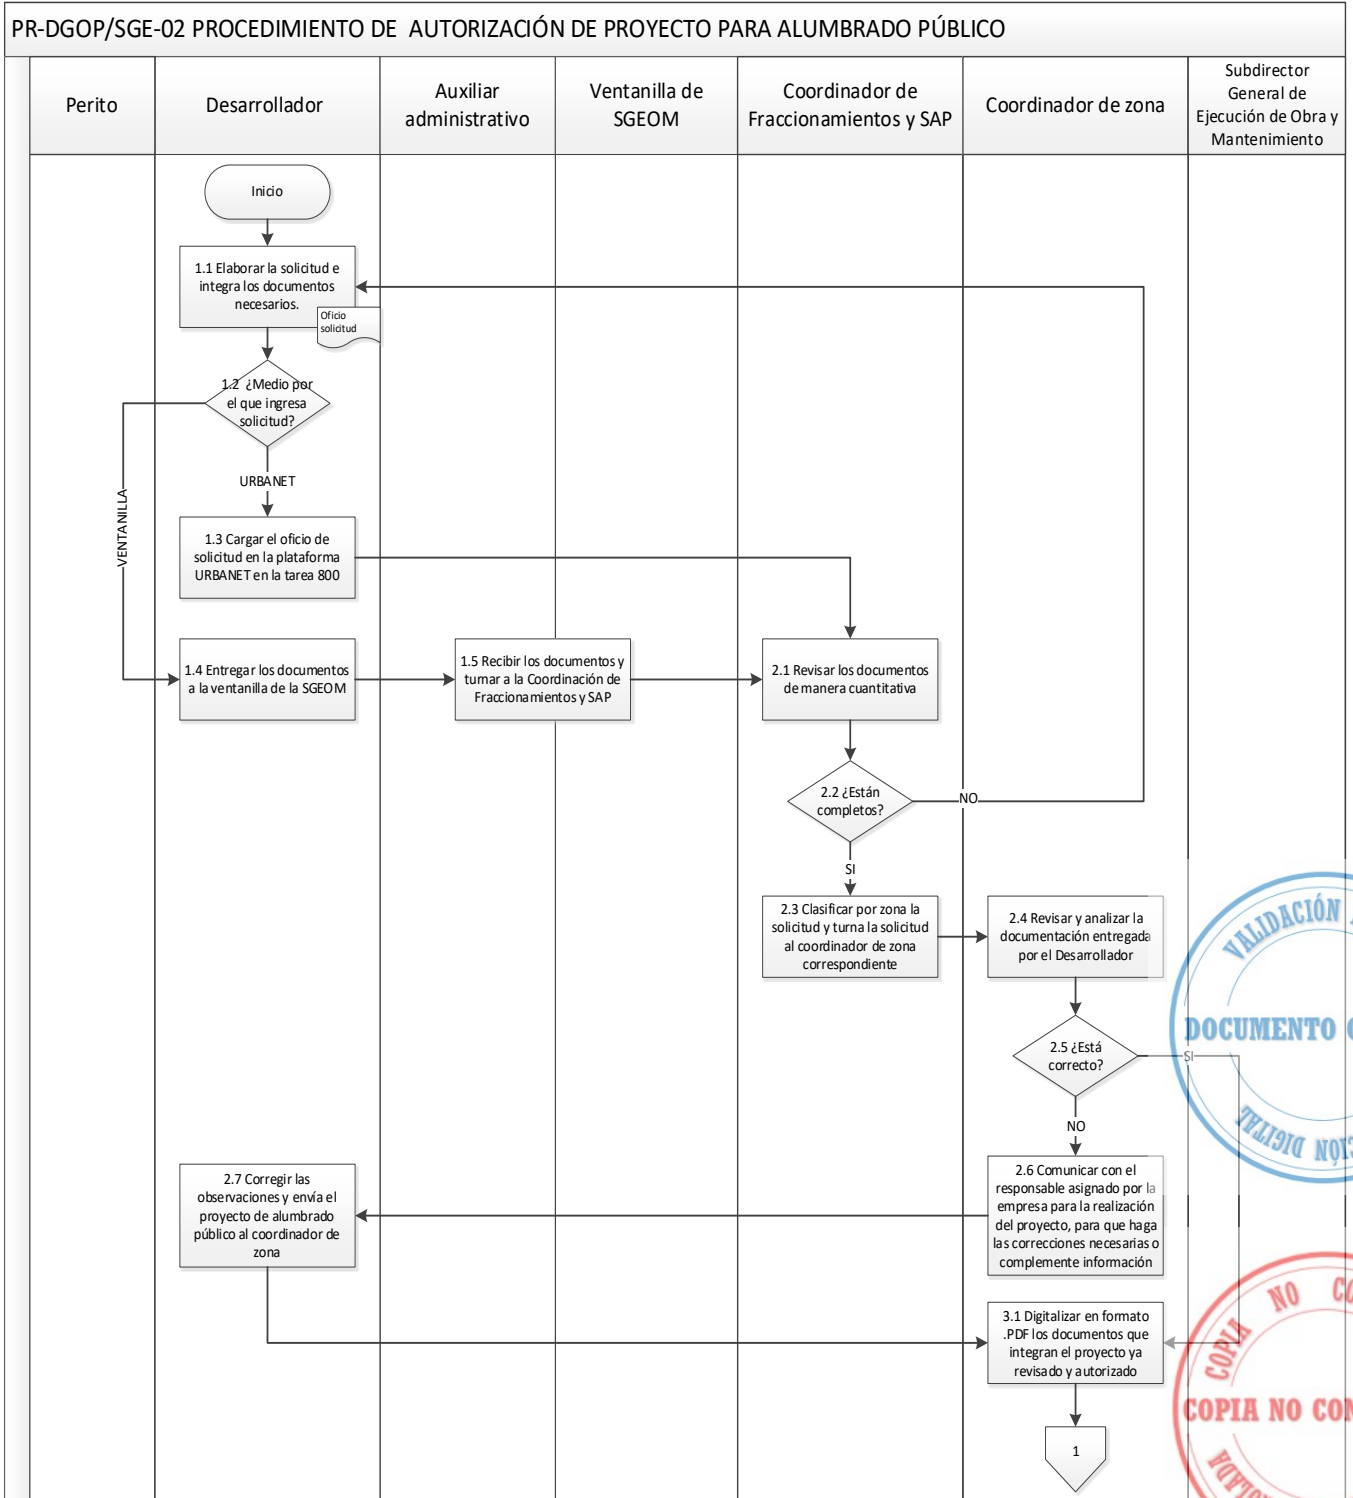 PR-DGOP/SGE-02 PROCEDIMIENTO DE AUTORIZACIÓN DE PROYECTO PARA ALUMBRADO PÚBLICO
Perito
Desarrollador
Auxiliar
administrativo
Ventanilla de
SGEOM
Coordinador de
Fraccionamientos y SAP
Coordinador de zona
Subdirector
General de
Ejecución de Obra y
Mantenimiento
Inicio
1.1 Elaborar la solicitud e
integra los documentos
necesarios.
Oficio
solicitud
1.2 ¿Medio por
el que ingresa
solicitud?
URBANET
VENTANILLA
1.3 Cargar el oficio de
solicitud en la plataforma
URBANET en la tarea 800
1.4 Entregar los documentos
a la ventanilla de la SGEOM
1.5 Recibir los documentos y
turnar a la Coordinación de
Fraccionamientos y SAP
2.1 Revisar los documentos
de manera cuantitativa
2.2 ¿Están
completos?
NO
SI
2.3 Clasificar por zona la
solicitud y turna la solicitud
al coordinador de zona
correspondiente
2.4 Revisar y analizar la
documentación entregada
por el Desarrollador
VALIDACIÓN
DOCUMENTO
DIGITAL
2.5 ¿Está
correcto?
SI
NO
2.6 Comunicar con el
responsable asignado por la
empresa para la realización
del proyecto, para que haga
las correcciones necesarias o
complemente información
2.7 Corregir las
observaciones y envía el
proyecto de alumbrado
público al coordinador de
zona
3.1 Digitalizar en formato
.PDF los documentos que
integran el proyecto ya
revisado y autorizado
COPIA NO CO
COPIA NO CON
1